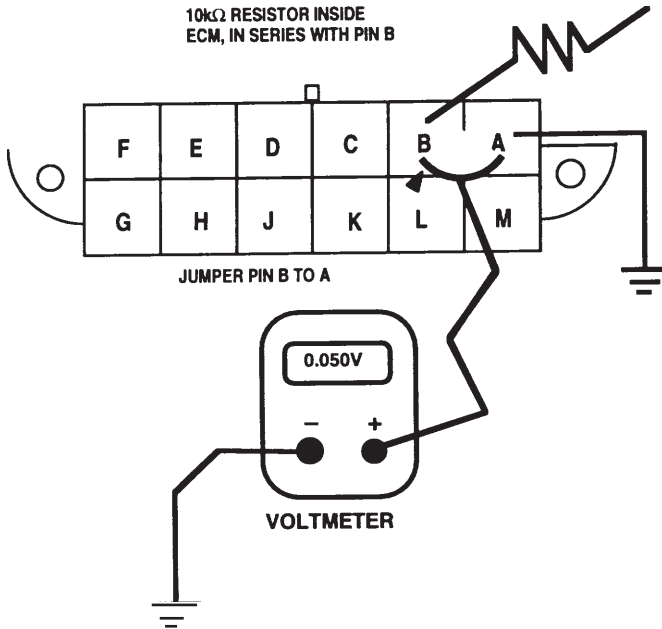 10kΩ RESISTOR INSIDE
ECM, IN SERIES WITH PIN B
F E D C B A
G H J K L M
JUMPER PIN B TO A
0.050V
− +
VOLTMETER